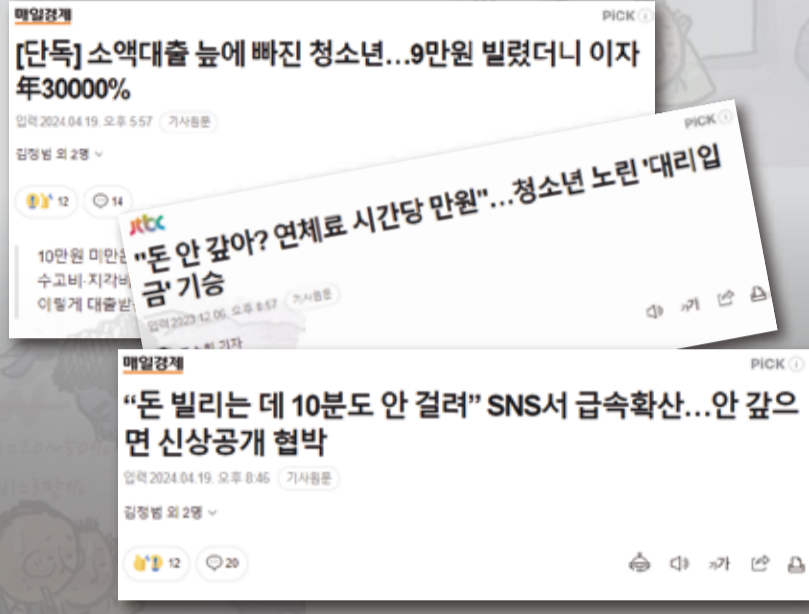 매일경제
PiCK
[단독] 소액대출 늪에 빠진 청소년…9만원 빌렸더니 이자
年30000%
입력 2024.04.19. 오후 5:57 기사원문
김정범 외 2명
12 14
10만원 미만
수고비·지각비
이렇게 대출받
PiCK
jtbc
"돈 안 갚아? 연체료 시간당 만원"…청소년 노린 '대리입
금' 기승
입력 2023.12.06. 오후 8:57 기사원문
기자
가
매일경제
PiCK
“돈 빌리는 데 10분도 안 걸려” SNS서 급속확산…안 갚으
면 신상공개 협박
입력 2024.04.19. 오후 8:46 기사원문
김정범 외 2명
12 20
가